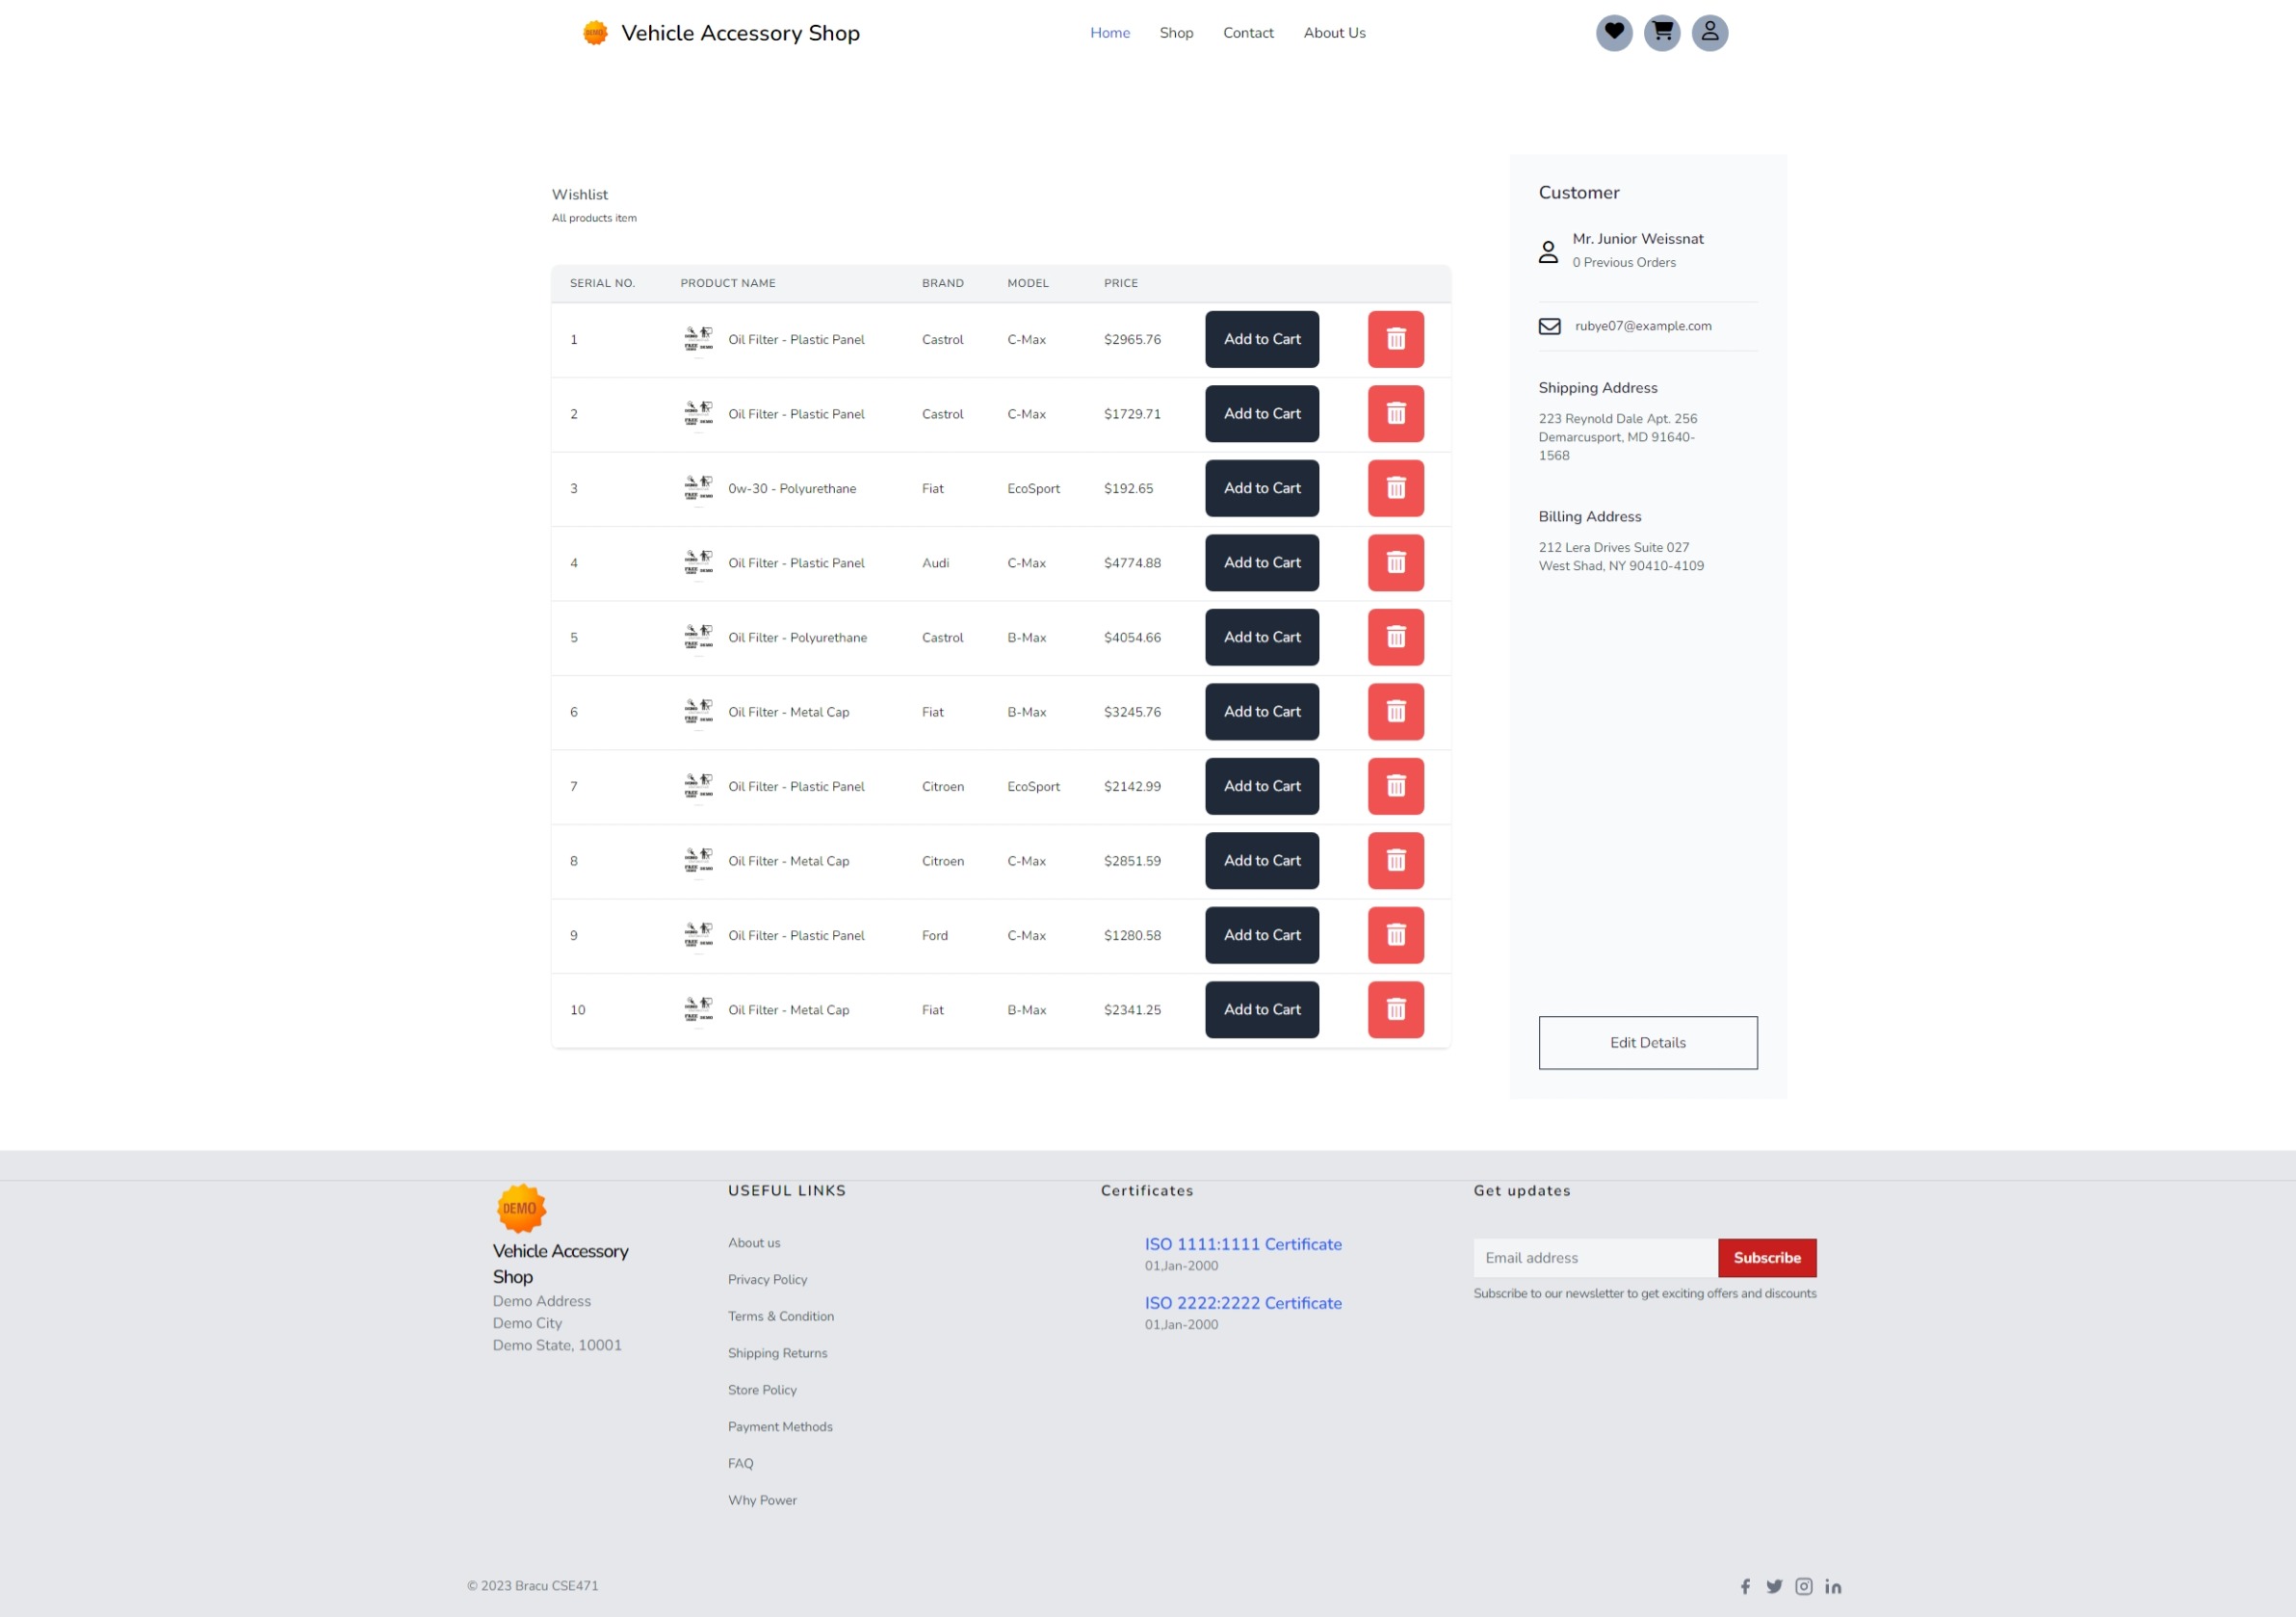 Vehicle Accessory Shop
Home Shop Contact About Us
Wishlist
All products item
SERIAL NO. PRODUCT NAME BRAND MODEL PRICE
1 Oil Filter - Plastic Panel Castrol C-Max $2965.76 Add to Cart
2 Oil Filter - Plastic Panel Castrol C-Max $1729.71 Add to Cart
3 0w-30 - Polyurethane Fiat EcoSport $192.65 Add to Cart
4 Oil Filter - Plastic Panel Audi C-Max $4774.88 Add to Cart
5 Oil Filter - Polyurethane Castrol B-Max $4054.66 Add to Cart
6 Oil Filter - Metal Cap Fiat B-Max $3245.76 Add to Cart
7 Oil Filter - Plastic Panel Citroen EcoSport $2142.99 Add to Cart
8 Oil Filter - Metal Cap Citroen C-Max $2851.59 Add to Cart
9 Oil Filter - Plastic Panel Ford C-Max $1280.58 Add to Cart
10 Oil Filter - Metal Cap Fiat B-Max $2341.25 Add to Cart
Customer
Mr. Junior Weissnat
0 Previous Orders
rubye07@example.com
Shipping Address
223 Reynold Dale Apt. 256
Demarcusport, MD 91640-
1568
Billing Address
212 Lera Drives Suite 027
West Shad, NY 90410-4109
Edit Details
DEMO
Vehicle Accessory
Shop
Demo Address
Demo City
Demo State, 10001
USEFUL LINKS
About us
Privacy Policy
Terms & Condition
Shipping Returns
Store Policy
Payment Methods
FAQ
Why Power
Certificates
ISO 1111:1111 Certificate
01,Jan-2000
ISO 2222:2222 Certificate
01,Jan-2000
Get updates
Email address Subscribe
Subscribe to our newsletter to get exciting offers and discounts
© 2023 Bracu CSE471